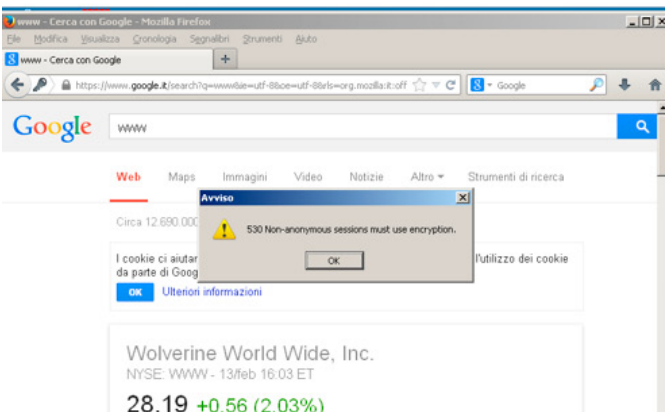 www - Cerca con Google - Mozilla Firefox
File Modifica Visualizza Cronologia Segnalibri Strumenti Aiuto
8 www - Cerca con Google +
https://www.google.it/search?q=www&ie=utf-8&oe=utf-8&rls=org.mozilla:it:off 8 Google
Google www
Web Maps Immagini Video Notizie Altro Strumenti di ricerca
Avviso
Circa 12.690.000
530 Non-anonymous sessions must use encryption.
OK
I cookie ci aiutar l'utilizzo dei cookie
da parte di Goog
OK Ulteriori informazioni
Wolverine World Wide, Inc.
NYSE: WWW - 13/feb 16:03 ET
28,19 +0,56 (2,03%)